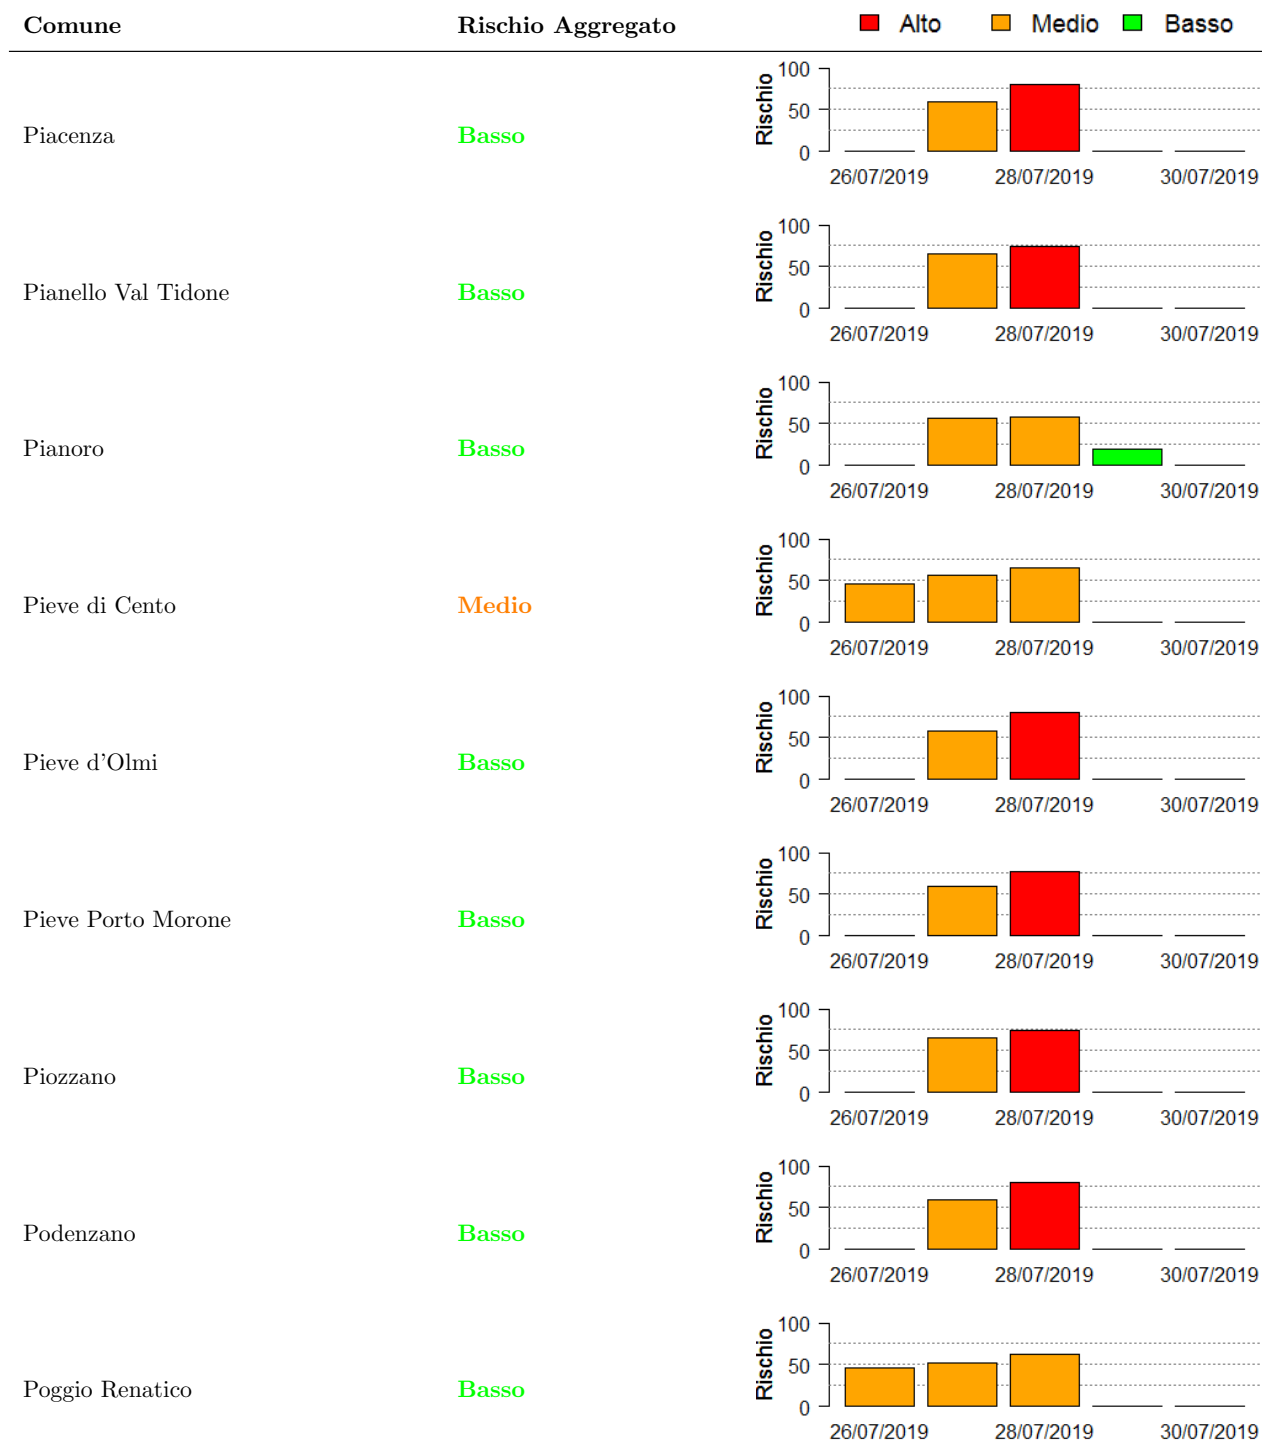 Comune Rischio Aggregato Alto Medio Basso
Piacenza Basso Rischio 100 50 0
26/07/2019 28/07/2019 30/07/2019
Pianello Val Tidone Basso Rischio 100 50 0
26/07/2019 28/07/2019 30/07/2019
Pianoro Basso Rischio 100 50 0
26/07/2019 28/07/2019 30/07/2019
Pieve di Cento Medio Rischio 100 50 0
26/07/2019 28/07/2019 30/07/2019
Pieve d'Olmi Basso Rischio 100 50 0
26/07/2019 28/07/2019 30/07/2019
Pieve Porto Morone Basso Rischio 100 50 0
26/07/2019 28/07/2019 30/07/2019
Piozzano Basso Rischio 100 50 0
26/07/2019 28/07/2019 30/07/2019
Podenzano Basso Rischio 100 50 0
26/07/2019 28/07/2019 30/07/2019
Poggio Renatico Basso Rischio 100 50 0
26/07/2019 28/07/2019 30/07/2019